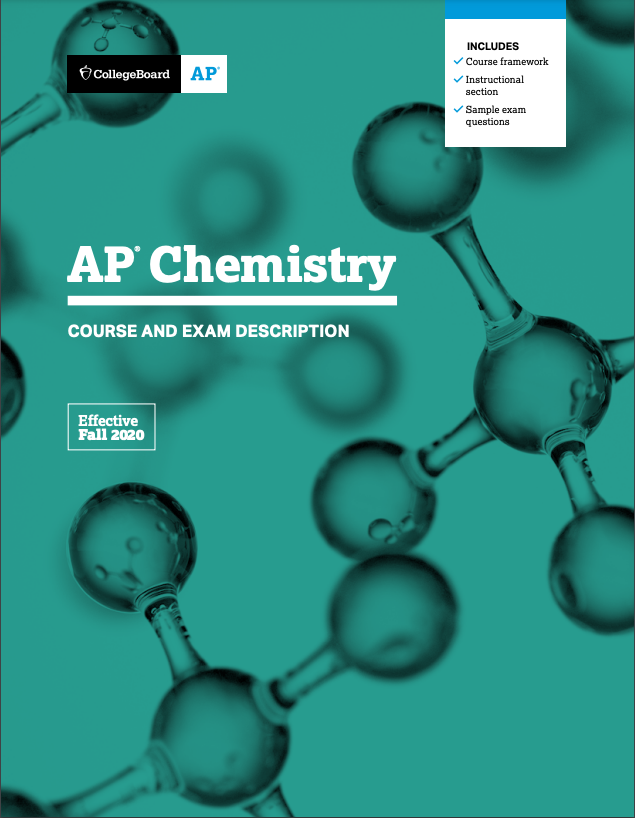 CollegeBoard
AP®
INCLUDES
Course framework
Instructional
section
Sample exam
questions
AP® Chemistry
COURSE AND EXAM DESCRIPTION
Effective
Fall 2020